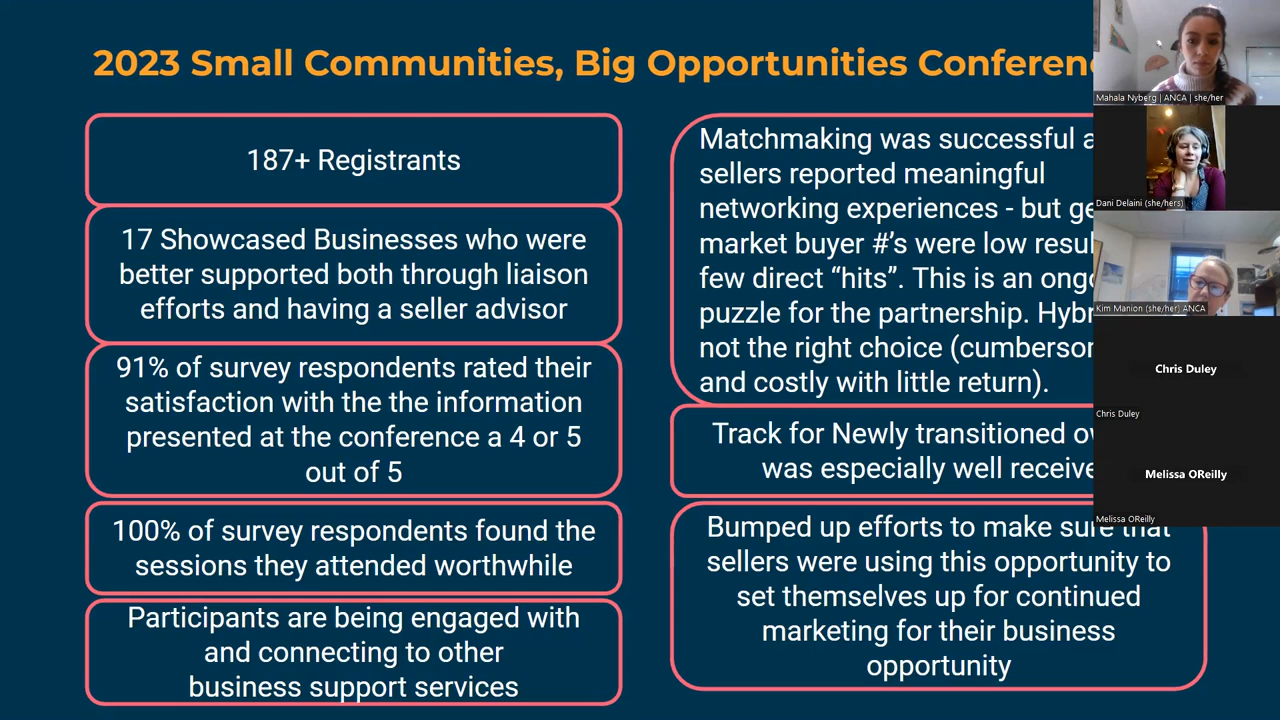 2023 Small Communities, Big Opportunities
187+ Registrants
17 Showcased Businesses who were
better supported both through liaison
efforts and having a seller advisor
91% of survey respondents rated their
satisfaction with the the information
presented at the conference a 4 or 5
out of 5
100% of survey respondents found the
sessions they attended worthwhile
Participants are being engaged with
and connecting to other
business support services
Matchmaking was successful
sellers reported meaningful
networking experiences - but
market buyer #'s were low
few direct “hits”. This is an
puzzle for the partnership.
not the right choice
and costly with little return).
Track for Newly transitioned
was especially well
Bumped up efforts to make sure that
sellers were using this opportunity to
set themselves up for continued
marketing for their business
opportunity
Mahala Nyberg | ANCA | she/her
Dani Delaini (she/hers)
Kim Manion (she/her) ANCA
Chris Duley
Chris Duley
Melissa OReilly
Melissa OReilly